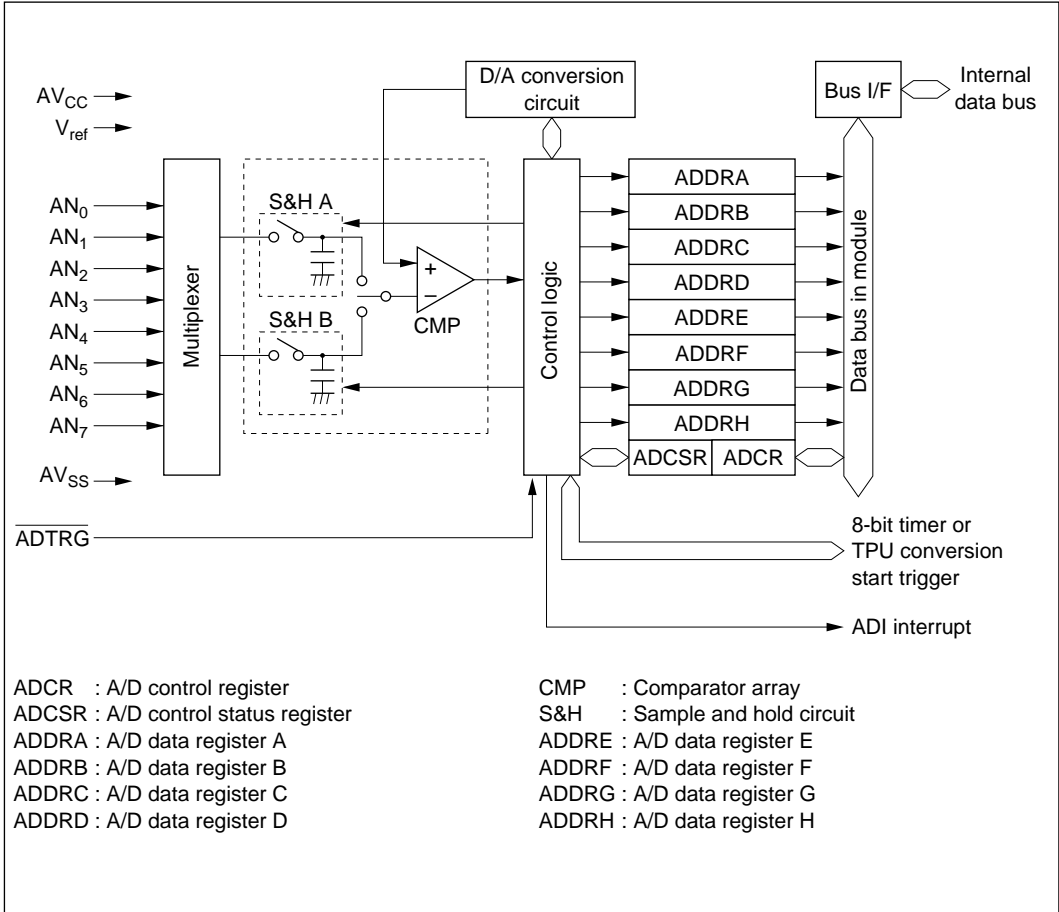 D/A conversion
circuit
Bus I/F
Internal
data bus
AVCC
Vref
AN0
AN1
AN2
AN3
AN4
AN5
AN6
AN7
AVSS
ADTRG
Multiplexer
S&H A
S&H B
+
−
CMP
Control logic
ADDRA
ADDRB
ADDRC
ADDRD
ADDRE
ADDRF
ADDRG
ADDRH
ADCSR
ADCR
Data bus in module
8-bit timer or
TPU conversion
start trigger
ADI interrupt
ADCR : A/D control register
ADCSR : A/D control status register
ADDRA : A/D data register A
ADDRB : A/D data register B
ADDRC : A/D data register C
ADDRD : A/D data register D
CMP : Comparator array
S&H : Sample and hold circuit
ADDRE : A/D data register E
ADDRF : A/D data register F
ADDRG : A/D data register G
ADDRH : A/D data register H